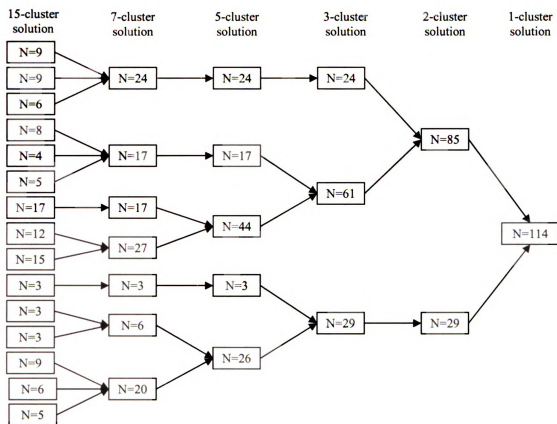 15-cluster solution
7-cluster solution
5-cluster solution
3-cluster solution
2-cluster solution
1-cluster solution
N=9
N=9
N=6
N=8
N=4
N=5
N=17
N=12
N=15
N=3
N=3
N=3
N=9
N=6
N=5
N=24
N=17
N=17
N=27
N=3
N=6
N=20
N=24
N=17
N=44
N=3
N=26
N=24
N=61
N=29
N=85
N=29
N=114